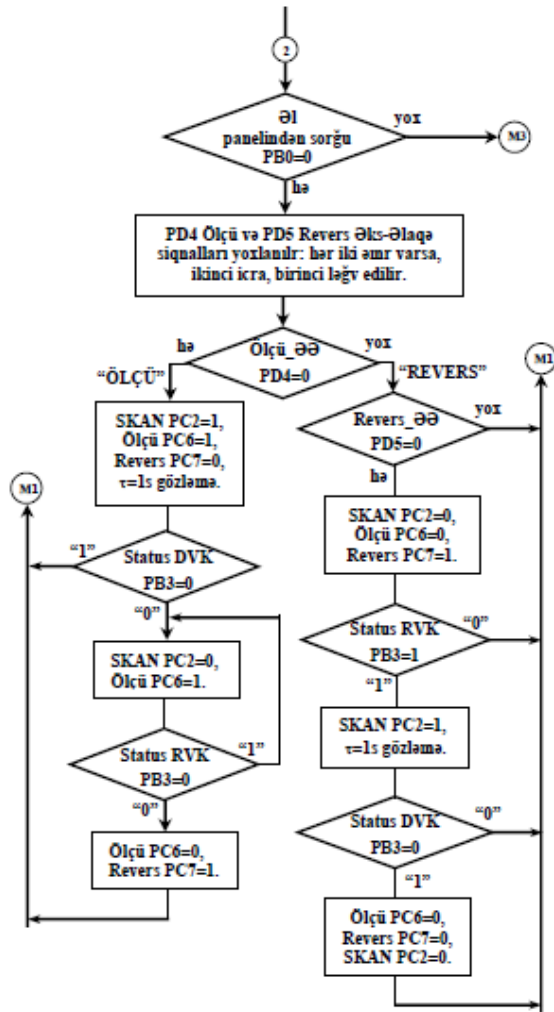 2
Əl
panelindən sorğu
PB0=0
yox
M3
hə
PD4 Ölçü və PD5 Revers Əks-Əlaqə
siqnalları yoxlanılır: hər iki əmr varsa,
ikinci icra, birinci ləğv edilir.
hə
Ölçü_ƏƏ
PD4=0
yox
"ÖLÇÜ"
"REVERS"
M1
SKAN PC2=1,
Ölçü PC6=1,
Revers PC7=0,
τ=1s gözləmə.
Revers_ƏƏ
PD5=0
yox
hə
M1
"1"
Status DVK
PB3=0
"0"
SKAN PC2=0,
Ölçü PC6=0,
Revers PC7=1.
SKAN PC2=0,
Ölçü PC6=1.
Status RVK
PB3=1
"0"
"1"
Status RVK
PB3=0
"1"
"0"
SKAN PC2=1,
τ=1s gözləmə.
Ölçü PC6=0,
Revers PC7=1.
Status DVK
PB3=0
"0"
"1"
Ölçü PC6=0,
Revers PC7=0,
SKAN PC2=0.